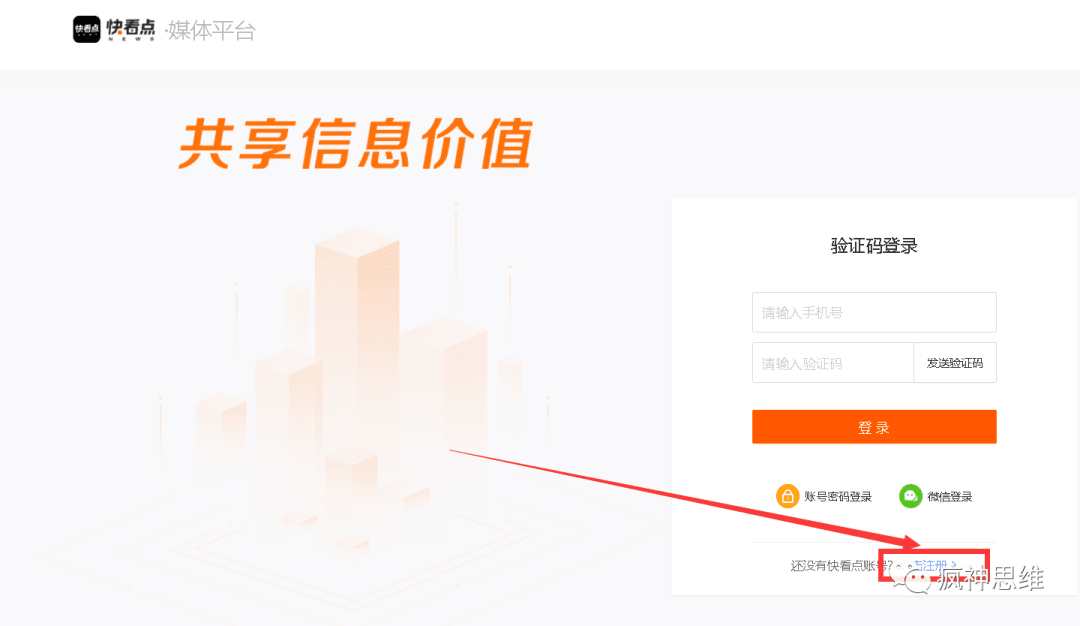 快看点 快看点 ·媒体平台
NEWS
共享信息价值
验证码登录
请输入手机号
请输入验证码 发送验证码
登 录
账号密码登录 微信登录
还没有快看点账号? 注册 >
疯神思维